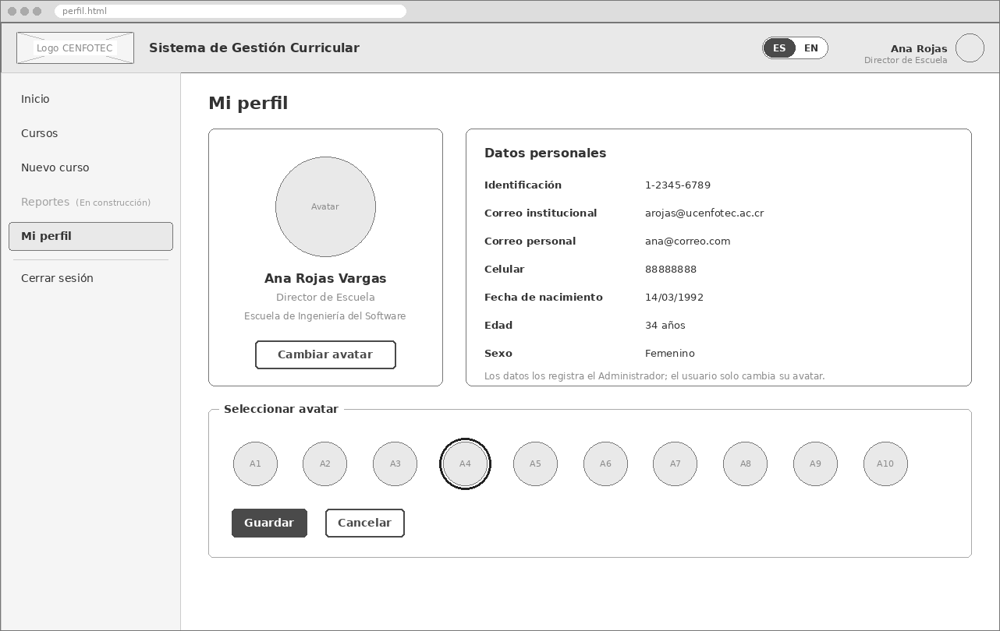 perfil.html
Logo CENFOTEC
Sistema de Gestión Curricular
ES EN
Ana Rojas
Director de Escuela
Inicio
Cursos
Nuevo curso
Reportes (En construcción)
Mi perfil
Cerrar sesión
Mi perfil
Avatar
Ana Rojas Vargas
Director de Escuela
Escuela de Ingeniería del Software
Cambiar avatar
Datos personales
Identificación 1-2345-6789
Correo institucional arojas@ucenfotec.ac.cr
Correo personal ana@correo.com
Celular 88888888
Fecha de nacimiento 14/03/1992
Edad 34 años
Sexo Femenino
Los datos los registra el Administrador; el usuario solo cambia su avatar.
Seleccionar avatar
A1 A2 A3 A4 A5 A6 A7 A8 A9 A10
Guardar Cancelar